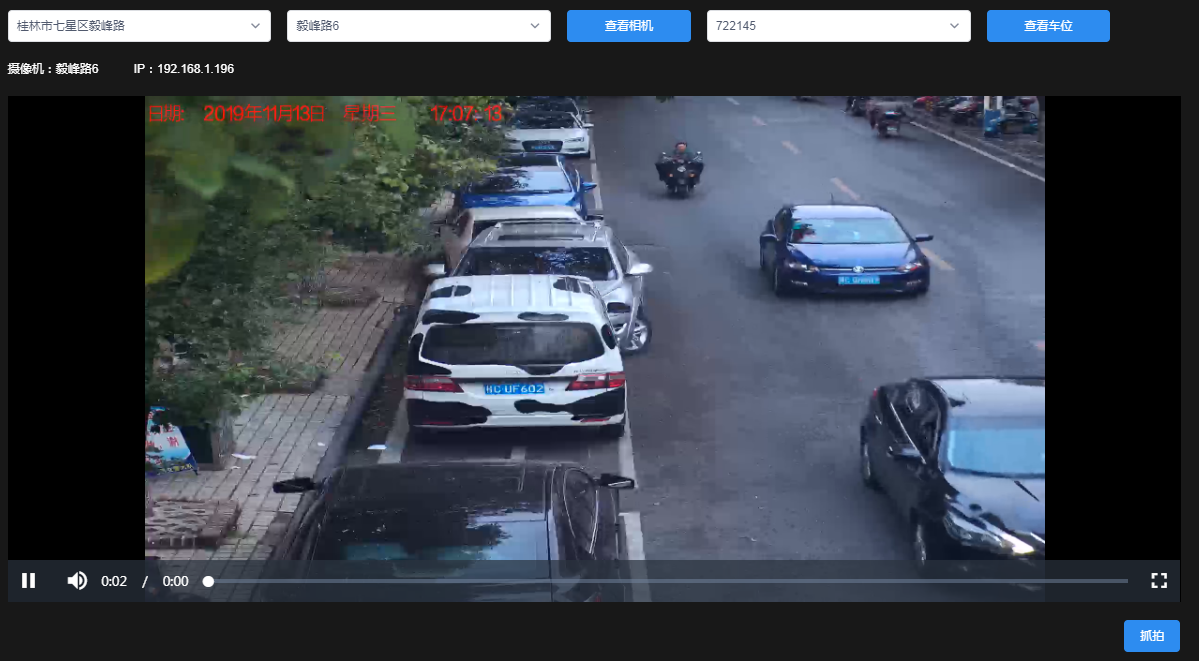 桂林市七星区毅峰路
毅峰路6
查看相机
722145
查看车位
摄像机：毅峰路6
IP：192.168.1.196
日期: 2019年11月13日 星期三 17:07:13
UF602
0:02 / 0:00
抓拍